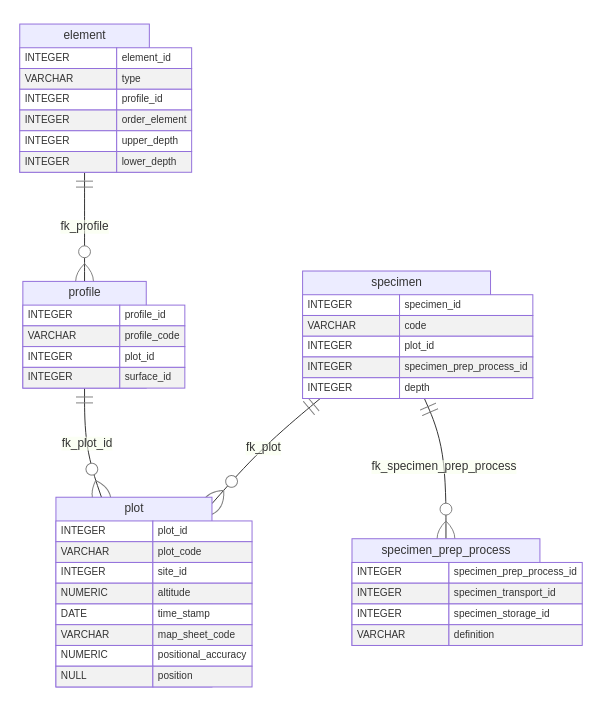 element
INTEGER element_id
VARCHAR type
INTEGER profile_id
INTEGER order_element
INTEGER upper_depth
INTEGER lower_depth
fk_profile
profile
INTEGER profile_id
VARCHAR profile_code
INTEGER plot_id
INTEGER surface_id
specimen
INTEGER specimen_id
VARCHAR code
INTEGER plot_id
INTEGER specimen_prep_process_id
INTEGER depth
fk_plot_id
fk_plot
fk_specimen_prep_process
plot
INTEGER plot_id
VARCHAR plot_code
INTEGER site_id
NUMERIC altitude
DATE time_stamp
VARCHAR map_sheet_code
NUMERIC positional_accuracy
NULL position
specimen_prep_process
INTEGER specimen_prep_process_id
INTEGER specimen_transport_id
INTEGER specimen_storage_id
VARCHAR definition